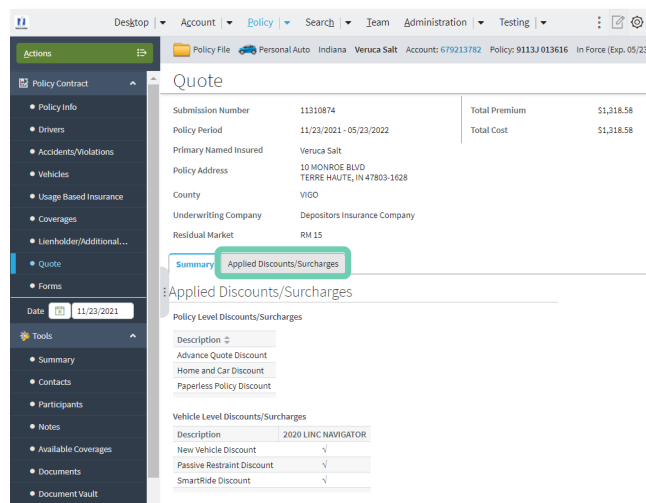 Desktop Account Policy Search Team Administration Testing
Actions
Policy File Personal Auto Indiana Veruca Salt Account: 679213782 Policy: 9113J 013616 In Force (Exp. 05/23
Policy Contract
Policy Info
Drivers
Accidents/Violations
Vehicles
Usage Based Insurance
Coverages
Lienholder/Additional...
Quote
Forms
Date 11/23/2021
Tools
Summary
Contacts
Participants
Notes
Available Coverages
Documents
Document Vault
Quote
Submission Number 11310874 Total Premium $1,318.58
Policy Period 11/23/2021 - 05/23/2022 Total Cost $1,318.58
Primary Named Insured Veruca Salt
Policy Address 10 MONROE BLVD
TERRE HAUTE, IN 47803-1628
County VIGO
Underwriting Company Depositors Insurance Company
Residual Market RM 15
Summary Applied Discounts/Surcharges
Applied Discounts/Surcharges
Policy Level Discounts/Surcharges
Description
Advance Quote Discount
Home and Car Discount
Paperless Policy Discount
Vehicle Level Discounts/Surcharges
Description 2020 LINC NAVIGATOR
New Vehicle Discount √
Passive Restraint Discount √
SmartRide Discount √